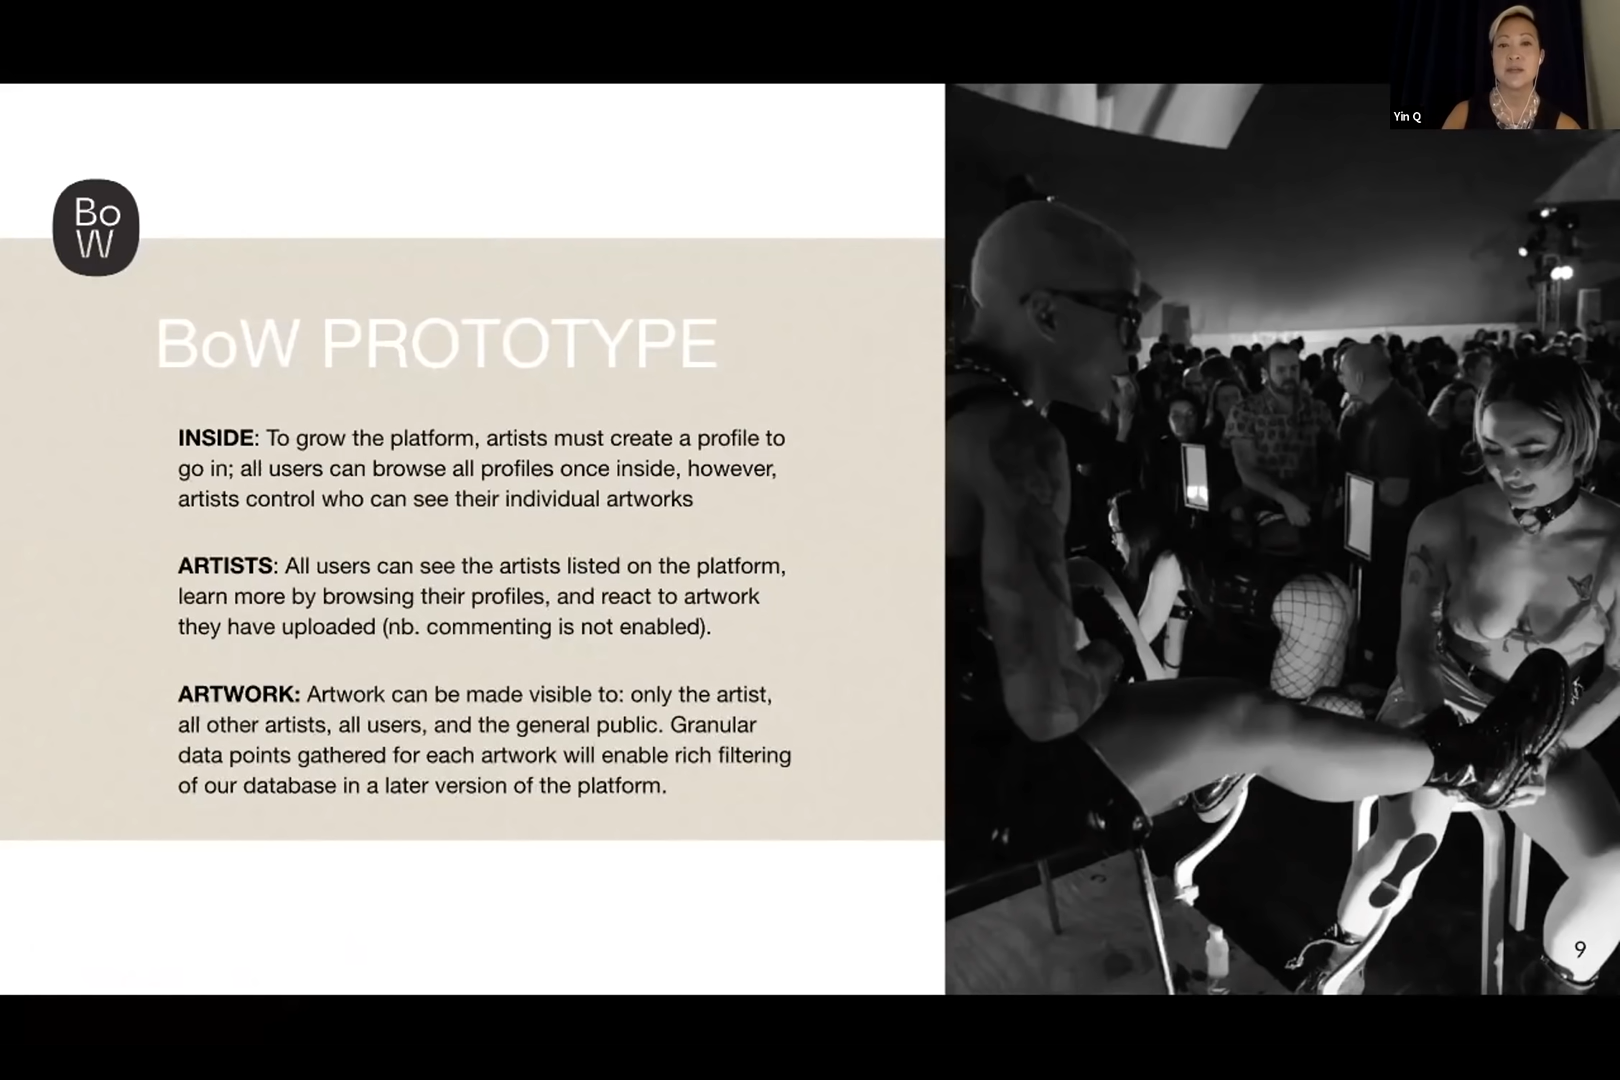 Yin Q
Bo
W
BoW PROTOTYPE
INSIDE: To grow the platform, artists must create a profile to
go in; all users can browse all profiles once inside, however,
artists control who can see their individual artworks
ARTISTS: All users can see the artists listed on the platform,
learn more by browsing their profiles, and react to artwork
they have uploaded (nb. commenting is not enabled).
ARTWORK: Artwork can be made visible to: only the artist,
all other artists, all users, and the general public. Granular
data points gathered for each artwork will enable rich filtering
of our database in a later version of the platform.
9